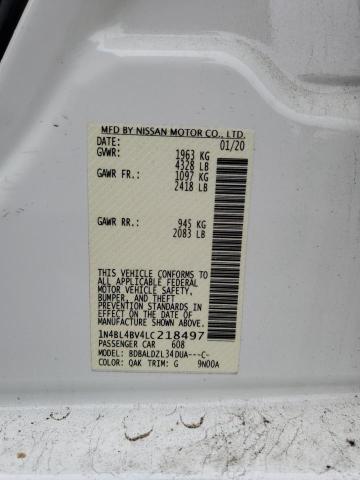 MFD BY NISSAN MOTOR CO., LTD.
DATE: 01/20
GVWR: 1963 KG
4328 LB
GAWR FR.: 1097 KG
2418 LB
GAWR RR.: 945 KG
2083 LB
THIS VEHICLE CONFORMS TO
ALL APPLICABLE FEDERAL
MOTOR VEHICLE SAFETY,
BUMPER, AND THEFT
PREVENTION STANDARDS IN
EFFECT ON THE DATE OF
MANUFACTURE SHOWN ABOVE.
1N4BL4BV4LC218497
PASSENGER CAR 608
MODEL: BDBALDZL34DUA---C-
COLOR: QAK TRIM: G 9N00A